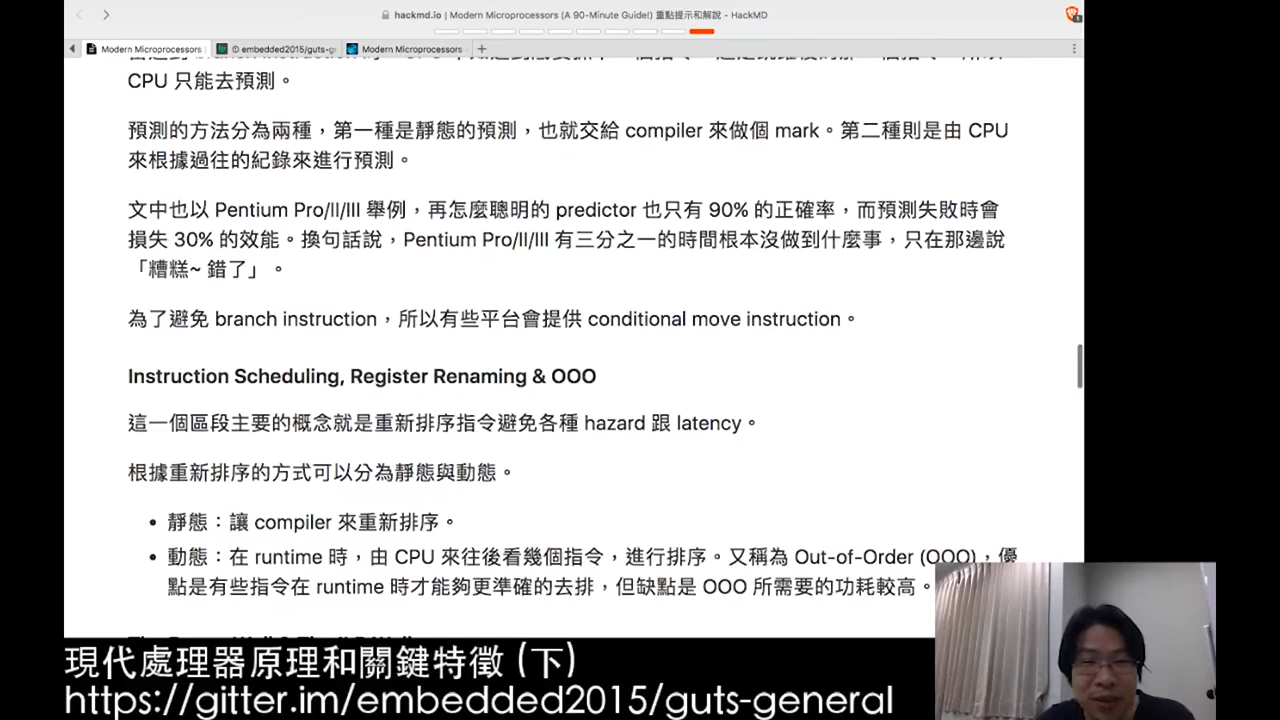 hackmd.io | Modern Microprocessors (A 90-Minute Guide!) 重點提示和解說 - HackMD
Modern Microprocessors
embedded2015/guts-g
Modern Microprocessors
CPU 只能去預測。
預測的方法分為兩種，第一種是靜態的預測，也就交給 compiler 來做個 mark。第二種則是由 CPU
來根據過往的紀錄來進行預測。
文中也以 Pentium Pro/II/III 舉例，再怎麼聰明的 predictor 也只有 90% 的正確率，而預測失敗時會
損失 30% 的效能。換句話說，Pentium Pro/II/III 有三分之一的時間根本沒做到什麼事，只在那邊說
「糟糕~ 錯了」。
為了避免 branch instruction，所以有些平台會提供 conditional move instruction。
Instruction Scheduling, Register Renaming & OOO
這一個區段主要的概念就是重新排序指令避免各種 hazard 跟 latency。
根據重新排序的方式可以分為靜態與動態。
• 靜態：讓 compiler 來重新排序。
• 動態：在 runtime 時，由 CPU 來往後看幾個指令，進行排序。又稱為 Out-of-Order (OOO)，優
點是有些指令在 runtime 時才能夠更準確的去排，但缺點是 OOO 所需要的功耗較高。
現代處理器原理和關鍵特徵 (下)
https://gitter.im/embedded2015/guts-general